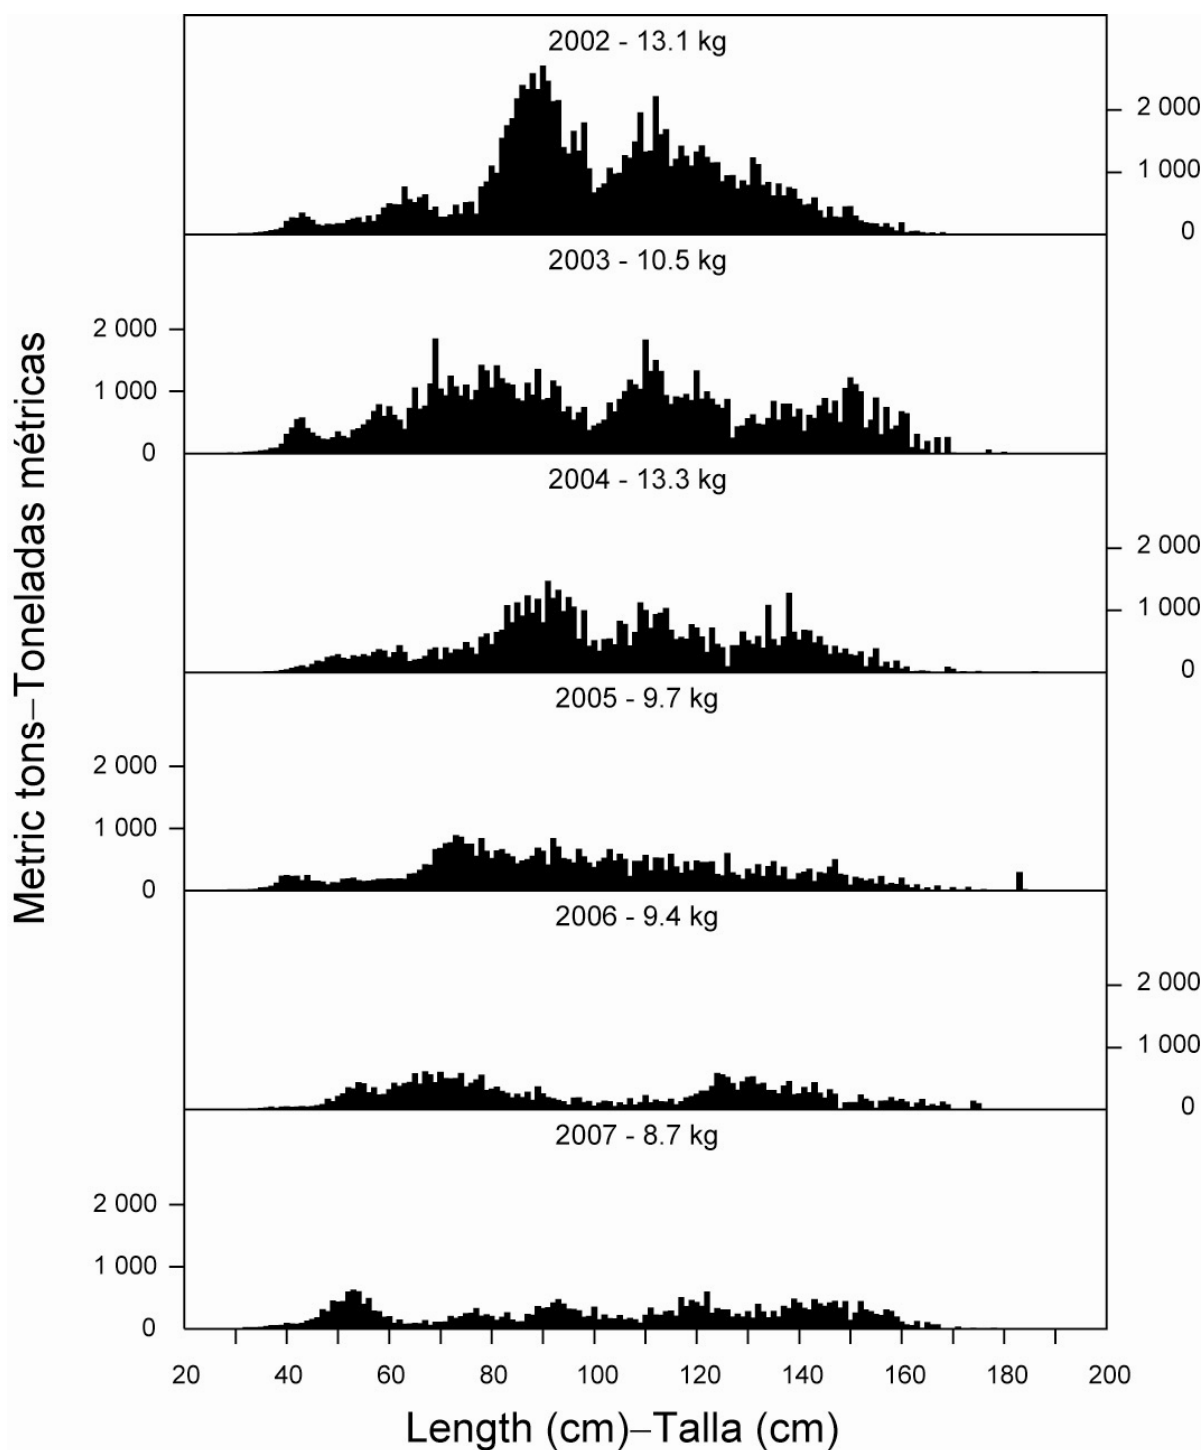 2002 - 13.1 kg
2 000
1 000
0
2003 - 10.5 kg
2 000
1 000
0
2004 - 13.3 kg
2 000
1 000
0
2005 - 9.7 kg
2 000
1 000
0
2006 - 9.4 kg
2 000
1 000
0
2007 - 8.7 kg
2 000
1 000
0
Metric tons–Toneladas métricas
20 40 60 80 100 120 140 160 180 200
Length (cm)–Talla (cm)